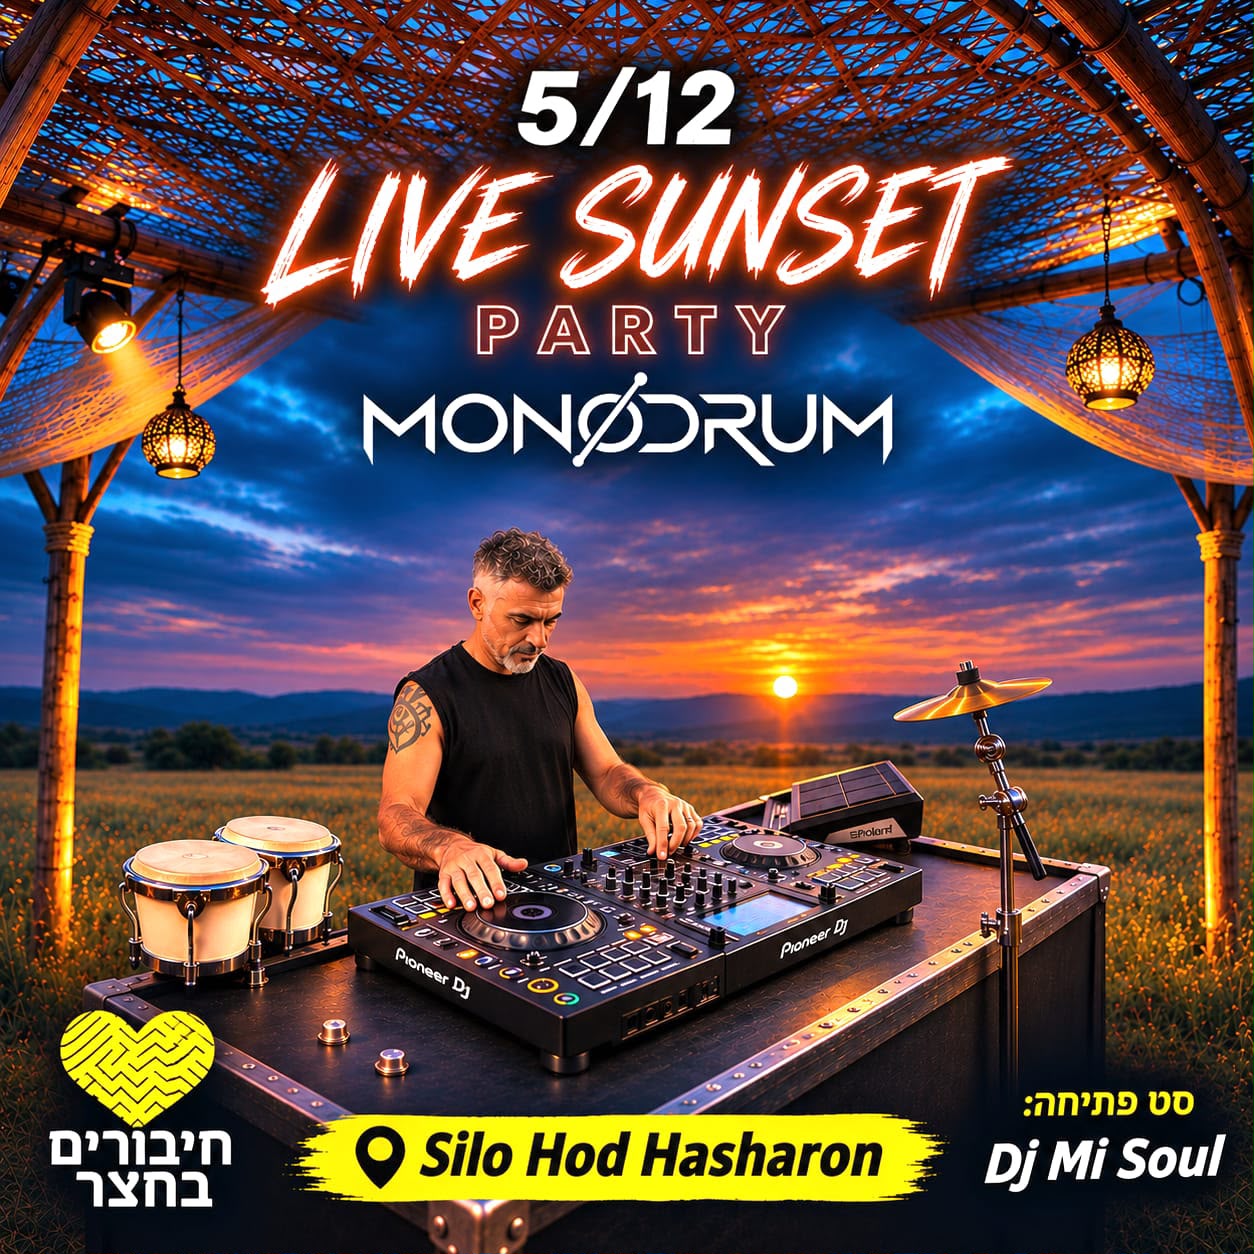 5/12
LIVE SUNSET
PARTY
MONODRUM
Roland
Pioneer Dj
Pioneer Dj
חיבורים
בחצר
Silo Hod Hasharon
סט פתיחה:
Dj Mi Soul